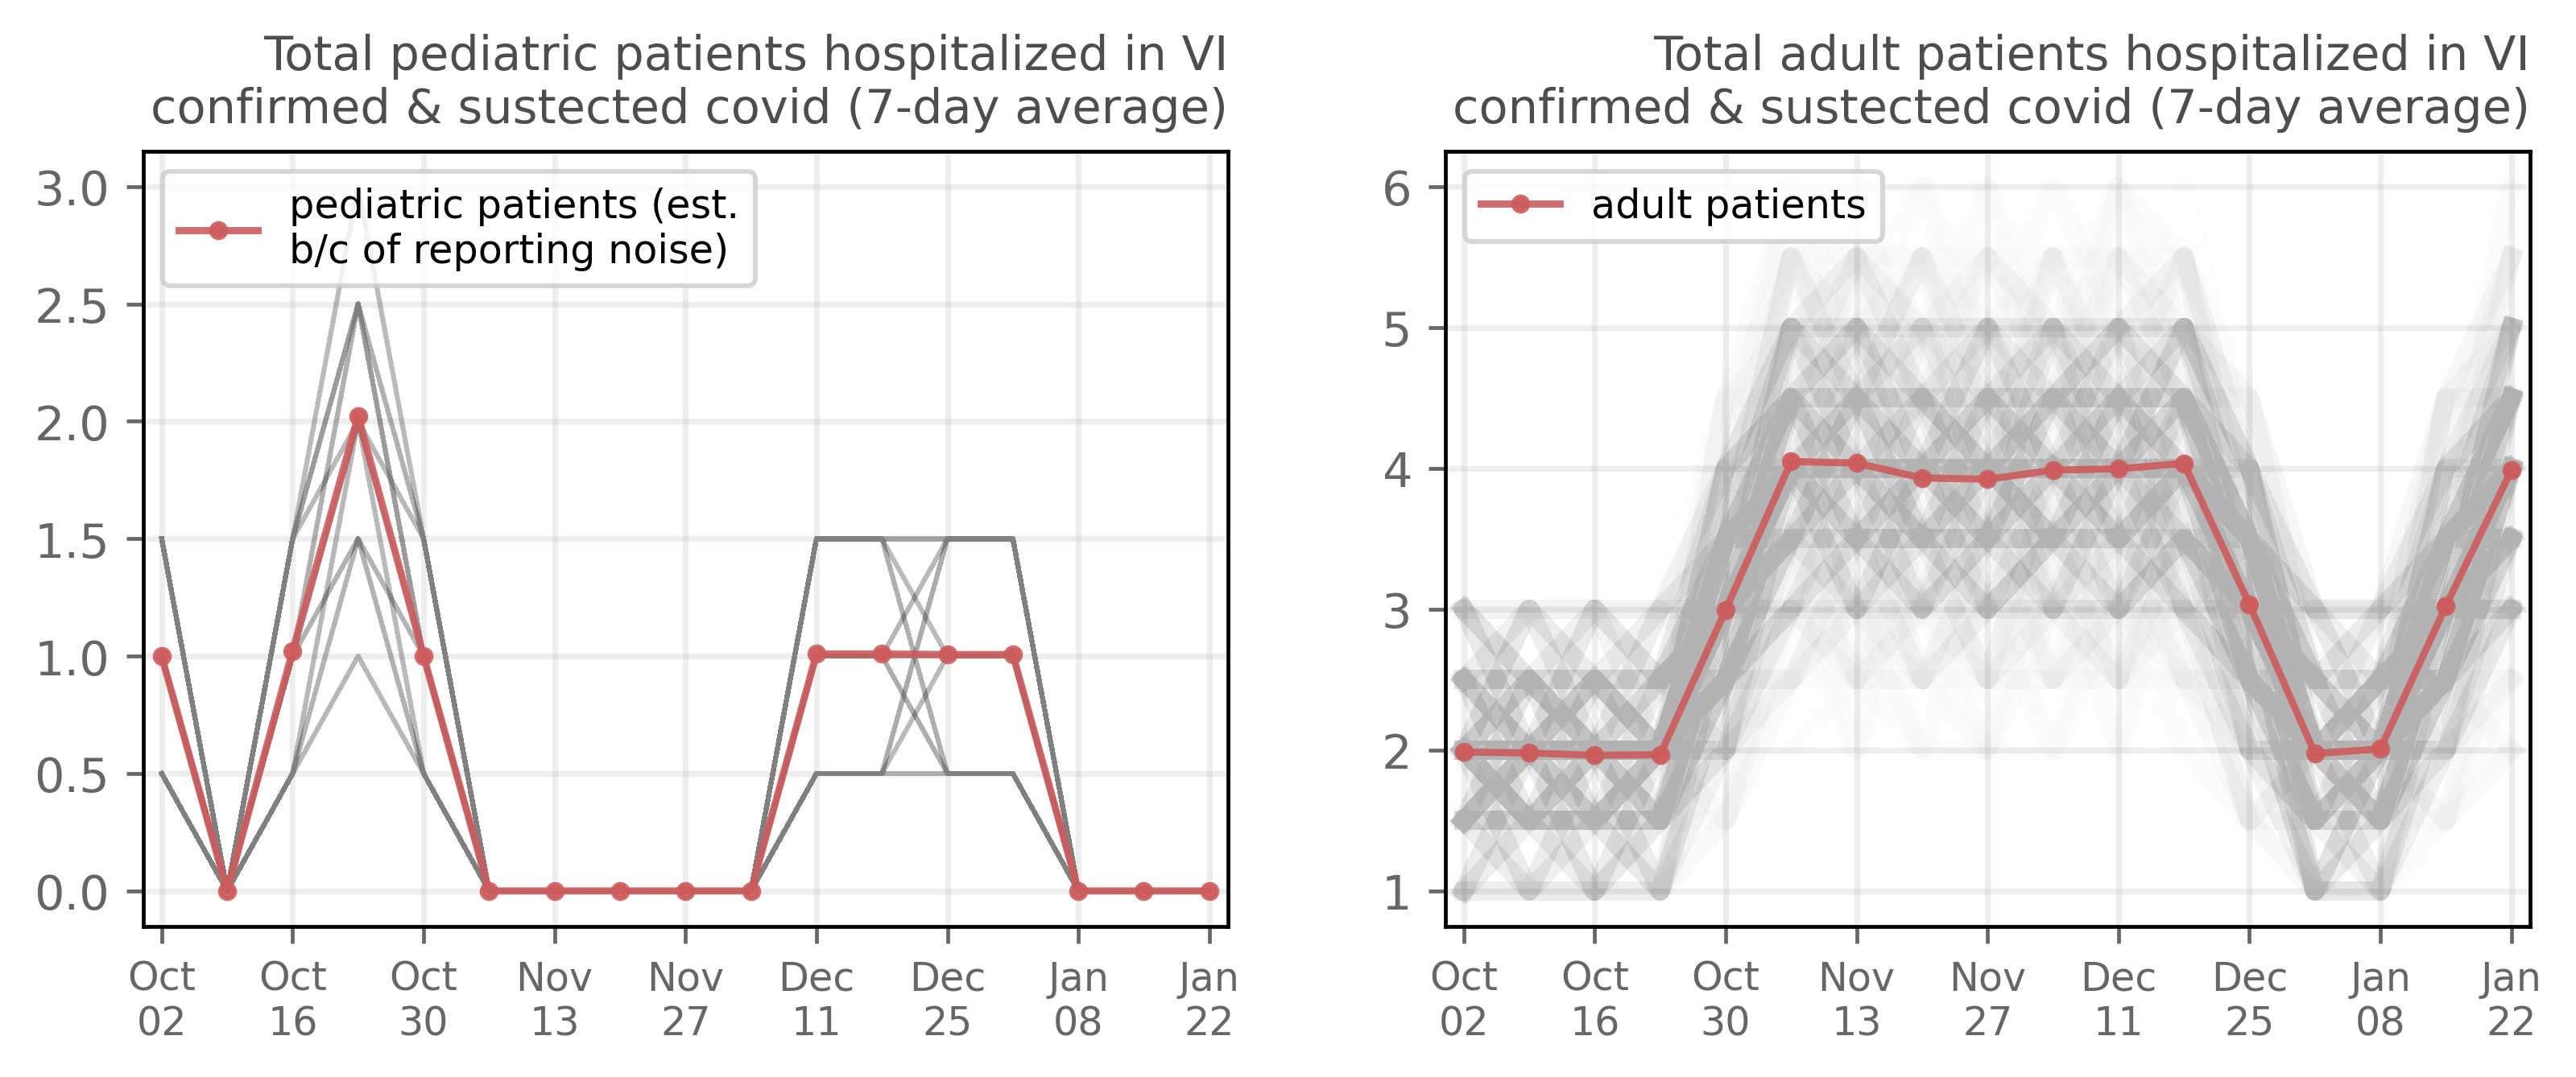 Total pediatric patients hospitalized in VI
confirmed & sustected covid (7-day average)
pediatric patients (est.
b/c of reporting noise)
3.0
2.5
2.0
1.5
1.0
0.5
0.0
Oct Oct Oct Nov Nov Dec Dec Jan Jan
02 16 30 13 27 11 25 08 22
Total adult patients hospitalized in VI
confirmed & sustected covid (7-day average)
adult patients
6
5
4
3
2
1
Oct Oct Oct Nov Nov Dec Dec Jan Jan
02 16 30 13 27 11 25 08 22